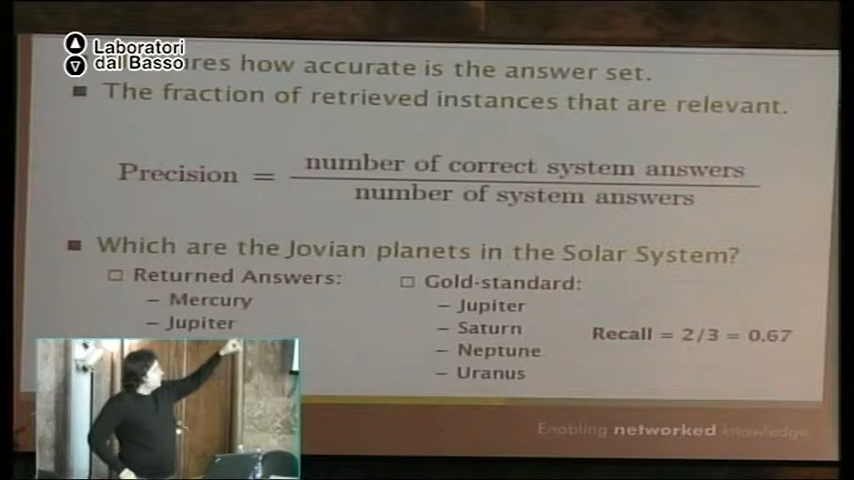 Laboratori
dal Basso
how accurate is the answer set.
The fraction of retrieved instances that are relevant.
Precision = number of correct system answers
number of system answers
Which are the Jovian planets in the Solar System?
Returned Answers:
– Mercury
– Jupiter
Gold-standard:
– Jupiter
– Saturn
– Neptune
– Uranus
Recall = 2/3 = 0.67
Enabling networked knowledge